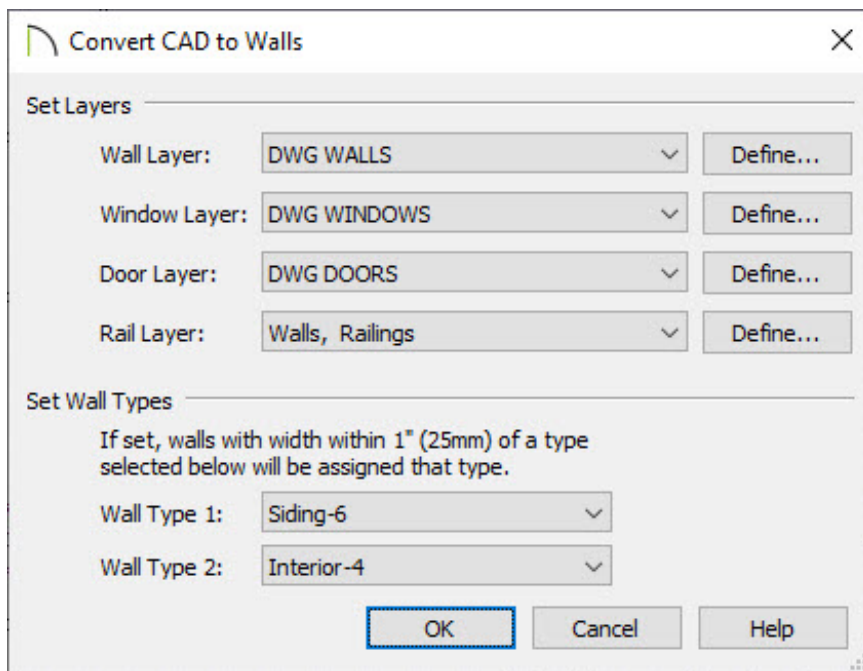 Convert CAD to Walls
Set Layers
Wall Layer: DWG WALLS Define...
Window Layer: DWG WINDOWS Define...
Door Layer: DWG DOORS Define...
Rail Layer: Walls, Railings Define...
Set Wall Types
If set, walls with width within 1" (25mm) of a type
selected below will be assigned that type.
Wall Type 1: Siding-6
Wall Type 2: Interior-4
OK Cancel Help